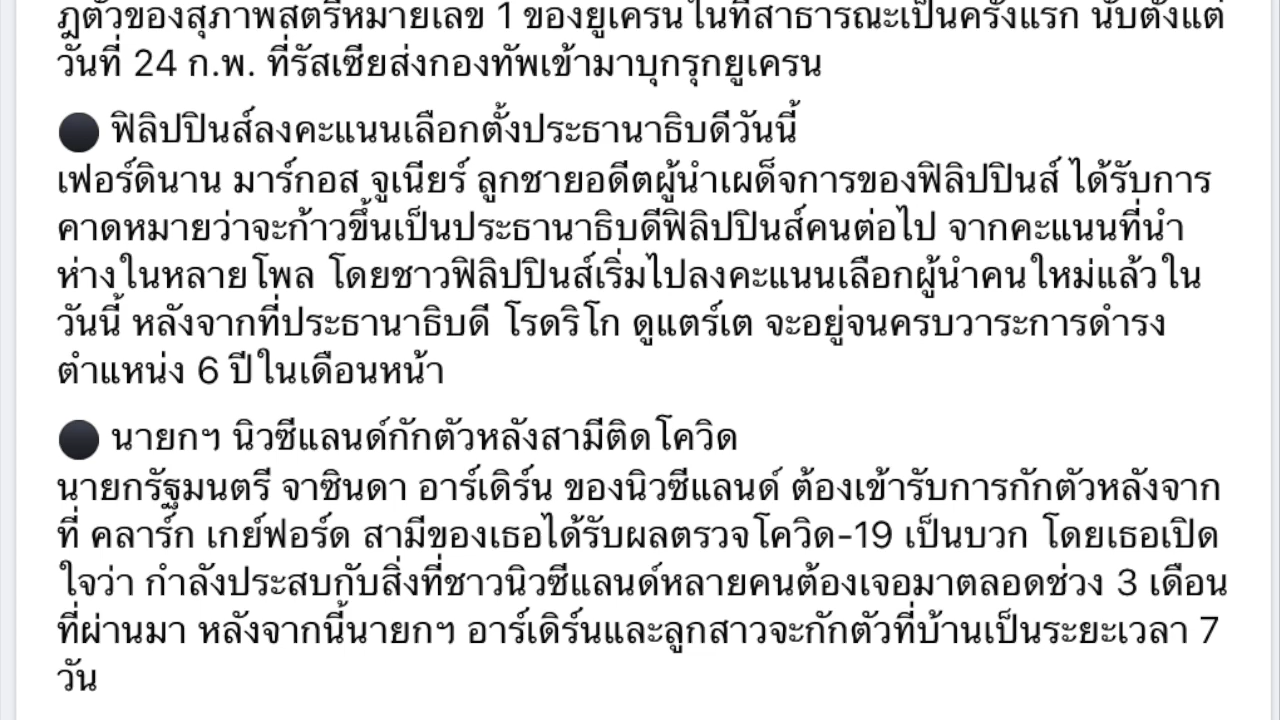 ฏตัวของสุภาพสตรีหมายเลข 1 ของยูเครนในที่สาธารณะเป็นครั้งแรก นับตั้งแต่
วันที่ 24 ก.พ. ที่รัสเซียส่งกองทัพเข้ามาบุกรุกยูเครน
⚫ ฟิลิปปินส์ลงคะแนนเลือกตั้งประธานาธิบดีวันนี้
เฟอร์ดินาน มาร์กอส จูเนียร์ ลูกชายอดีตผู้นำเผด็จการของฟิลิปปินส์ ได้รับการ
คาดหมายว่าจะก้าวขึ้นเป็นประธานาธิบดีฟิลิปปินส์คนต่อไป จากคะแนนที่นำ
ห่างในหลายโพล โดยชาวฟิลิปปินส์เริ่มไปลงคะแนนเลือกผู้นำคนใหม่แล้วใน
วันนี้ หลังจากที่ประธานาธิบดี โรดริโก ดูแตร์เต จะอยู่จนครบวาระการดำรง
ตำแหน่ง 6 ปีในเดือนหน้า
⚫ นายกฯ นิวซีแลนด์กักตัวหลังสามีติดโควิด
นายกรัฐมนตรี จาซินดา อาร์เดิร์น ของนิวซีแลนด์ ต้องเข้ารับการกักตัวหลังจาก
ที่ คลาร์ก เกย์ฟอร์ด สามีของเธอได้รับผลตรวจโควิด-19 เป็นบวก โดยเธอเปิด
ใจว่า กำลังประสบกับสิ่งที่ชาวนิวซีแลนด์หลายคนต้องเจอมาตลอดช่วง 3 เดือน
ที่ผ่านมา หลังจากนี้นายกฯ อาร์เดิร์นและลูกสาวจะกักตัวที่บ้านเป็นระยะเวลา 7
วัน